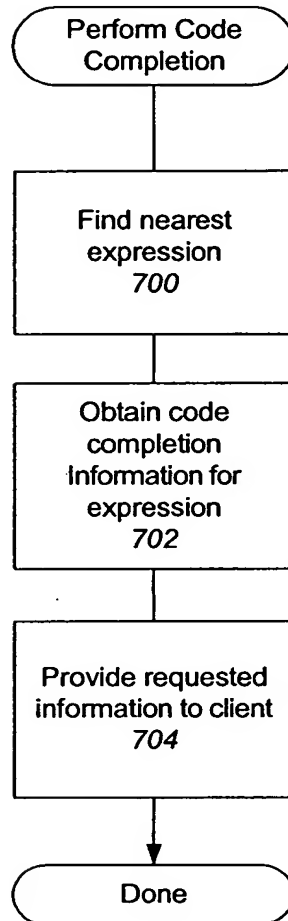 Perform Code
Completion
Find nearest
expression
700
Obtain code
completion
Information for
expression
702
Provide requested
information to client
704
Done